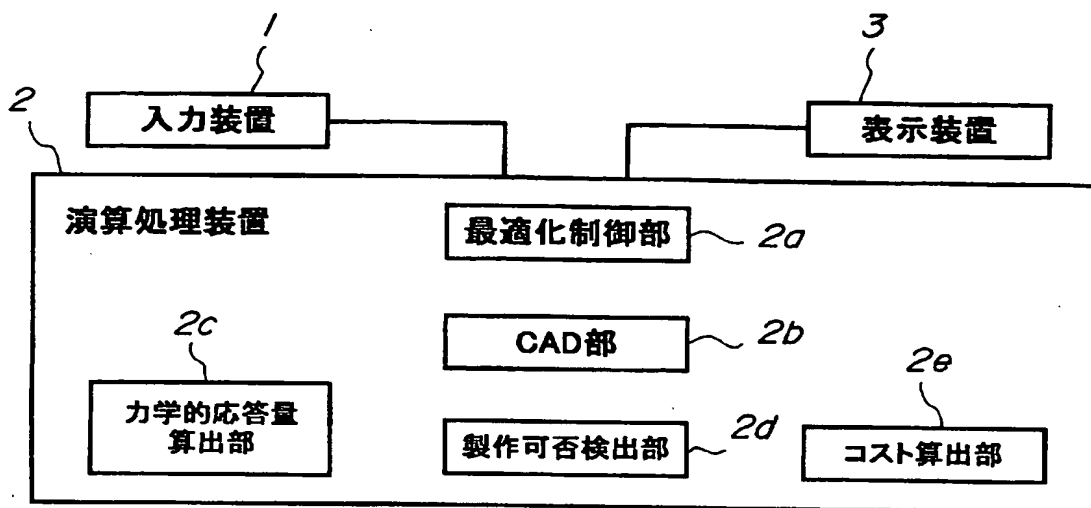 1
3
2
入力装置
表示装置
演算処理装置
最適化制御部
2a
2c
CAD部
2b
2e
力学的応答量
算出部
製作可否検出部
2d
コスト算出部